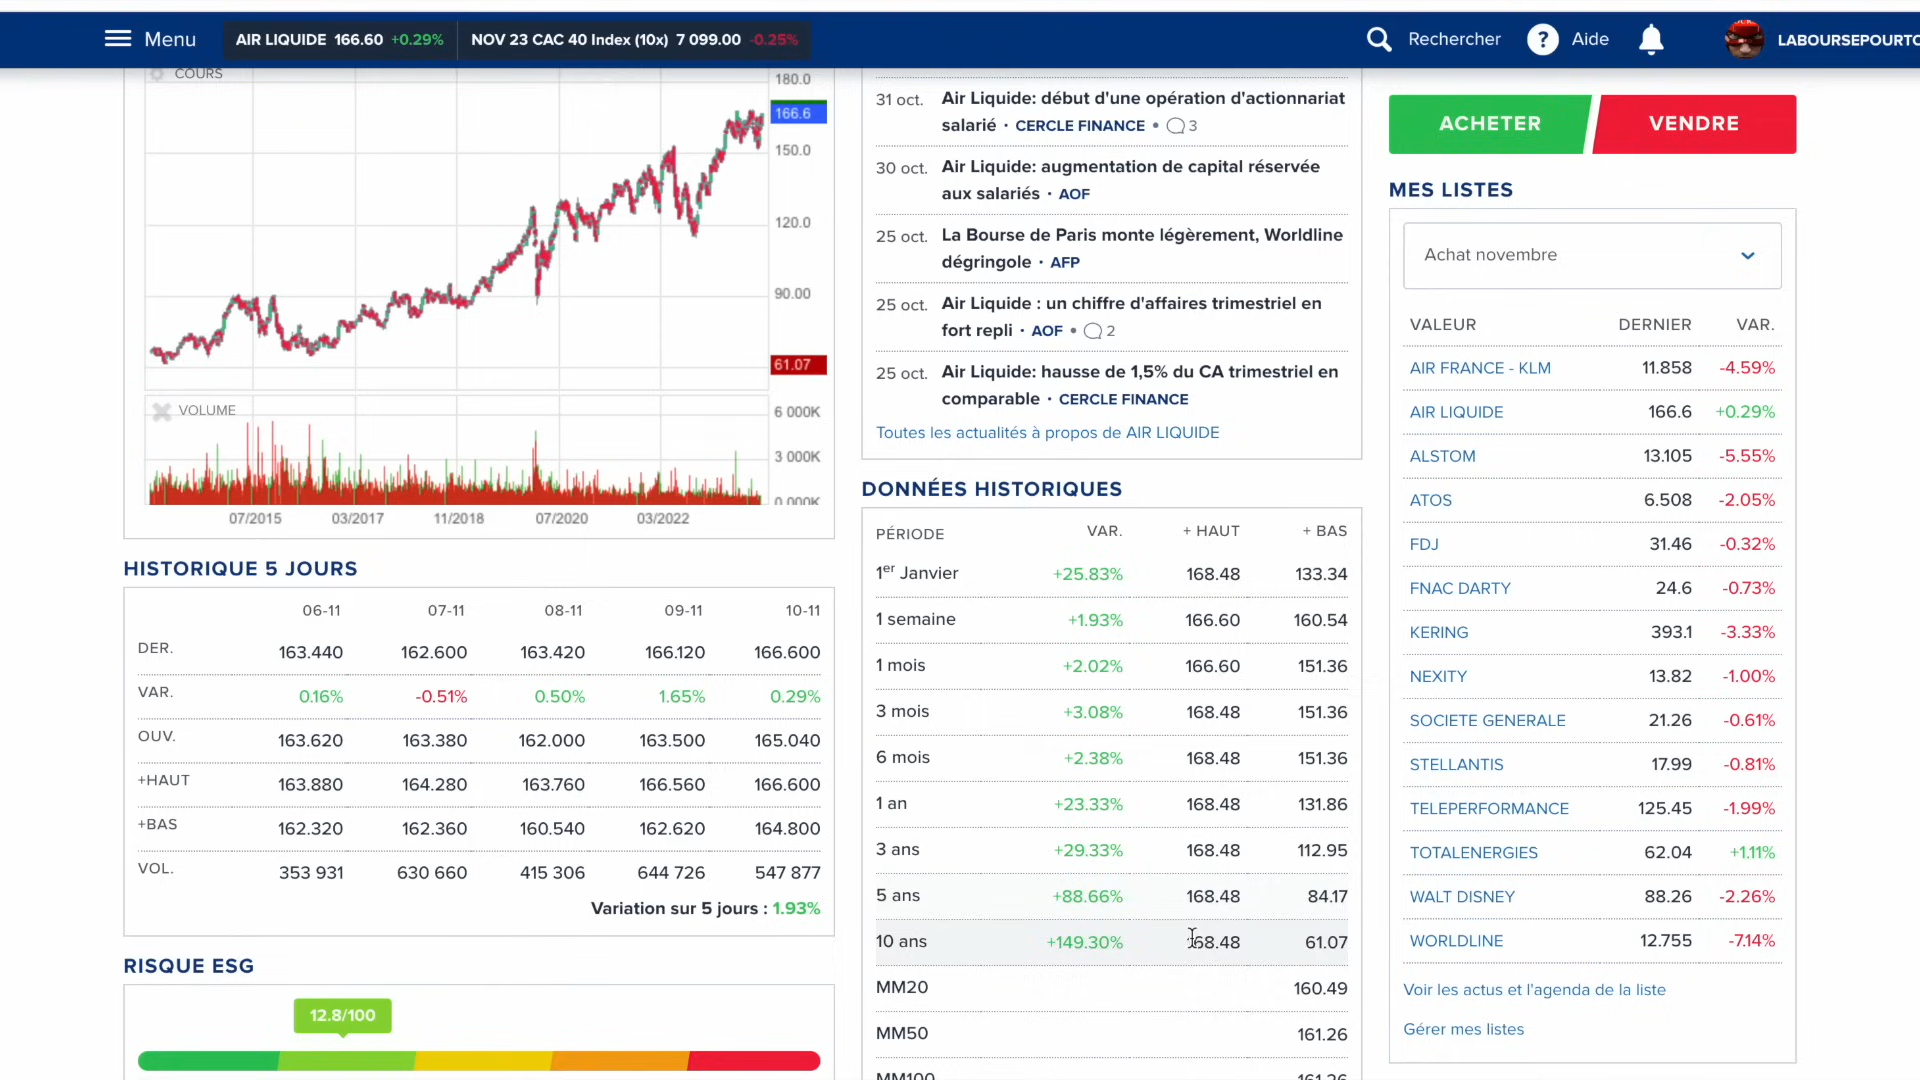 Menu
AIR LIQUIDE 166.60 +0.29%
NOV 23 CAC 40 Index (10x) 7 099.00 -0.25%
Rechercher
? Aide
LABOURSEPOURTO
COURS
180.0
166.6
150.0
120.0
90.00
61.07
VOLUME
6 000K
3 000K
0.000K
07/2015 03/2017 11/2018 07/2020 03/2022
HISTORIQUE 5 JOURS
06-11 07-11 08-11 09-11 10-11
DER. 163.440 162.600 163.420 166.120 166.600
VAR. 0.16% -0.51% 0.50% 1.65% 0.29%
OUV. 163.620 163.380 162.000 163.500 165.040
+HAUT 163.880 164.280 163.760 166.560 166.600
+BAS 162.320 162.360 160.540 162.620 164.800
VOL. 353 931 630 660 415 306 644 726 547 877
Variation sur 5 jours : 1.93%
RISQUE ESG
12.8/100
31 oct. Air Liquide: début d'une opération d'actionnariat
salarié · CERCLE FINANCE • 3
30 oct. Air Liquide: augmentation de capital réservée
aux salariés · AOF
25 oct. La Bourse de Paris monte légèrement, Worldline
dégringole · AFP
25 oct. Air Liquide : un chiffre d'affaires trimestriel en
fort repli · AOF • 2
25 oct. Air Liquide: hausse de 1,5% du CA trimestriel en
comparable · CERCLE FINANCE
Toutes les actualités à propos de AIR LIQUIDE
DONNÉES HISTORIQUES
PÉRIODE VAR. + HAUT + BAS
1er Janvier +25.83% 168.48 133.34
1 semaine +1.93% 166.60 160.54
1 mois +2.02% 166.60 151.36
3 mois +3.08% 168.48 151.36
6 mois +2.38% 168.48 151.36
1 an +23.33% 168.48 131.86
3 ans +29.33% 168.48 112.95
5 ans +88.66% 168.48 84.17
10 ans +149.30% 168.48 61.07
MM20 160.49
MM50 161.26
MM100 161.26
ACHETER
VENDRE
MES LISTES
Achat novembre
VALEUR DERNIER VAR.
AIR FRANCE - KLM 11.858 -4.59%
AIR LIQUIDE 166.6 +0.29%
ALSTOM 13.105 -5.55%
ATOS 6.508 -2.05%
FDJ 31.46 -0.32%
FNAC DARTY 24.6 -0.73%
KERING 393.1 -3.33%
NEXITY 13.82 -1.00%
SOCIETE GENERALE 21.26 -0.61%
STELLANTIS 17.99 -0.81%
TELEPERFORMANCE 125.45 -1.99%
TOTALENERGIES 62.04 +1.11%
WALT DISNEY 88.26 -2.26%
WORLDLINE 12.755 -7.14%
Voir les actus et l'agenda de la liste
Gérer mes listes